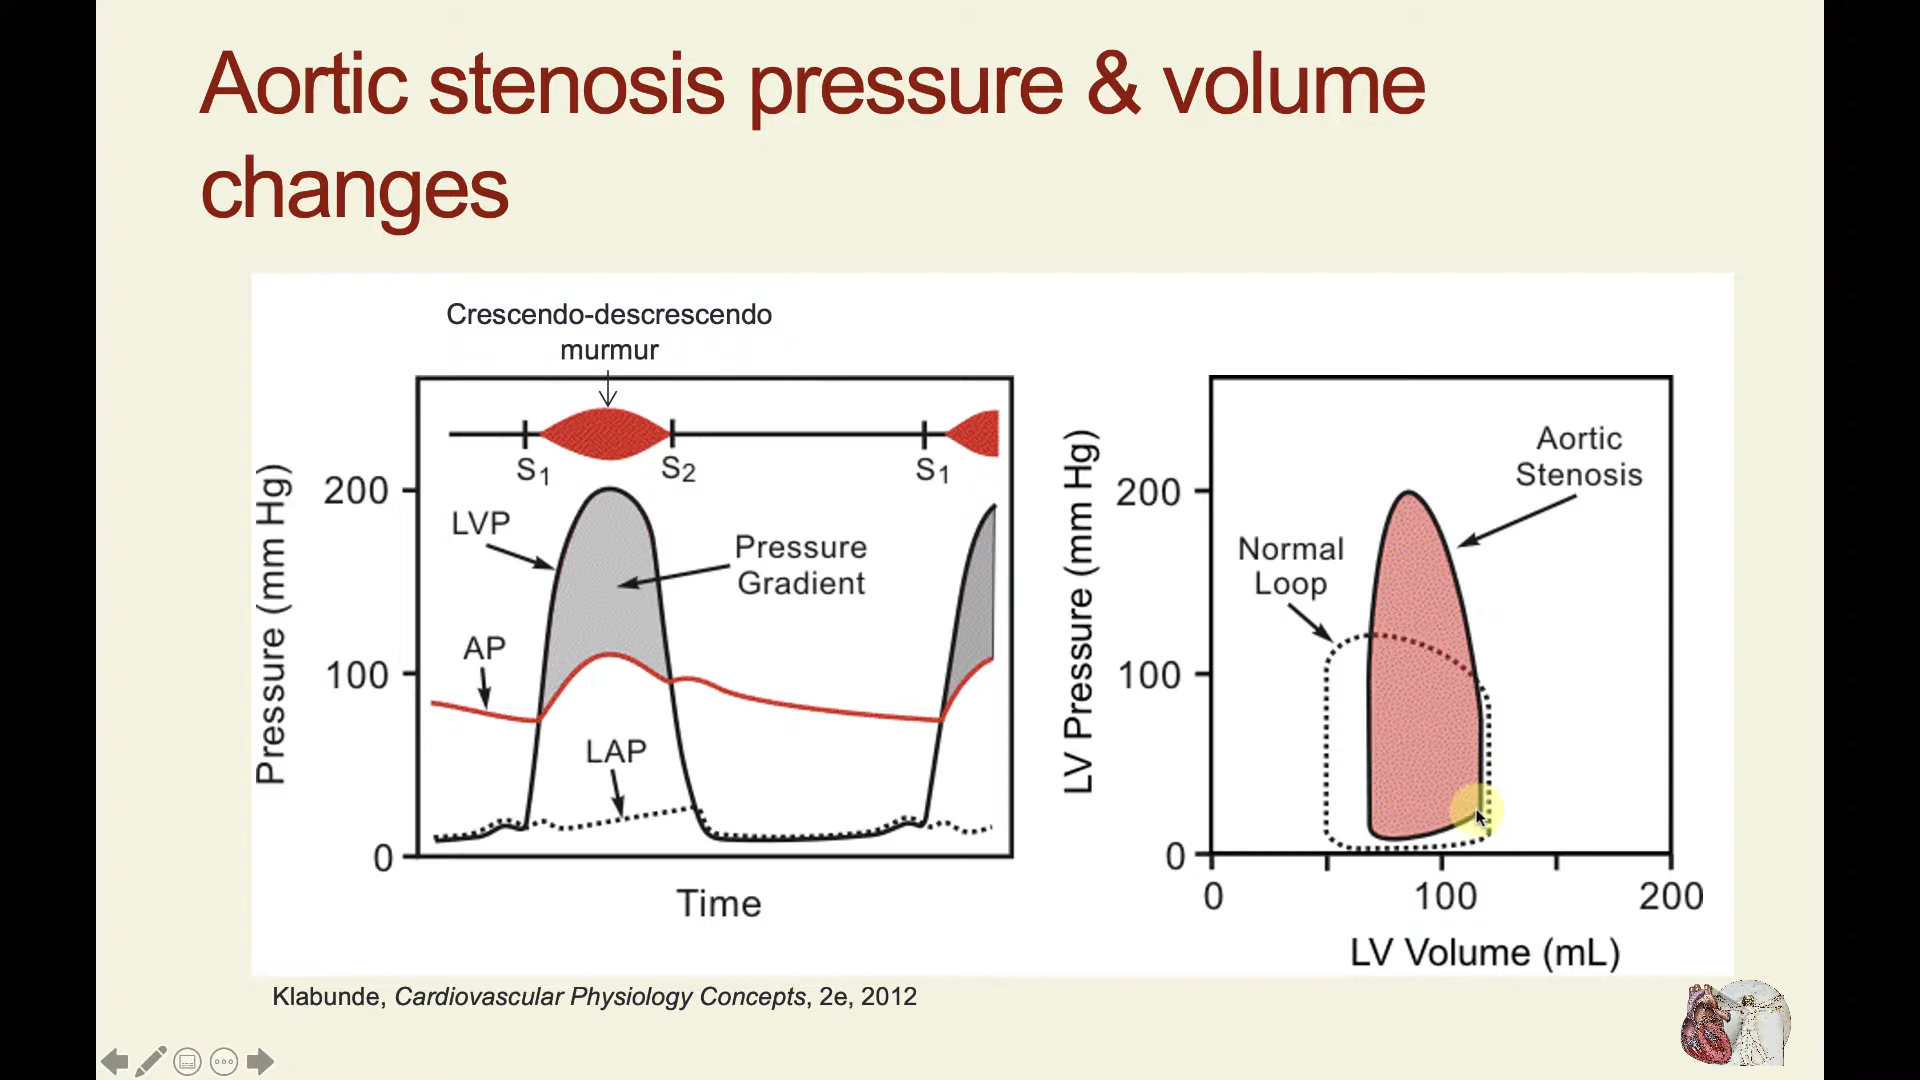 Aortic stenosis pressure & volume
changes
Crescendo-descrescendo
murmur
S1
S2
S1
Pressure (mm Hg)
200
100
0
LVP
Pressure
Gradient
AP
LAP
Time
LV Pressure (mm Hg)
200
100
0
Aortic
Stenosis
Normal
Loop
0
100
200
LV Volume (mL)
Klabunde, Cardiovascular Physiology Concepts, 2e, 2012